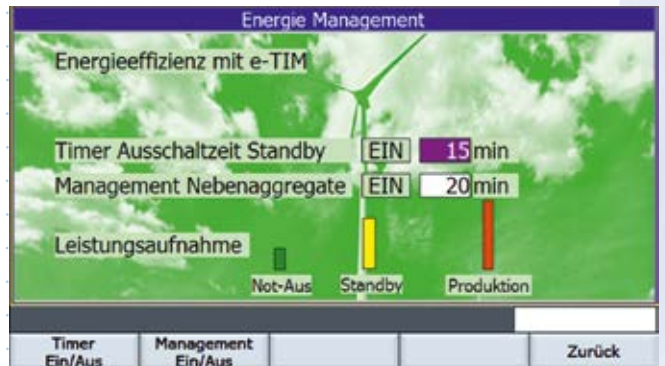 Energie Management
Energieeffizienz mit e-TIM
Timer Ausschaltzeit Standby EIN 15 min
Management Nebenaggregate EIN 20 min
Leistungsaufnahme
Not-Aus Standby Produktion
Timer Ein/Aus
Management Ein/Aus
Zurück